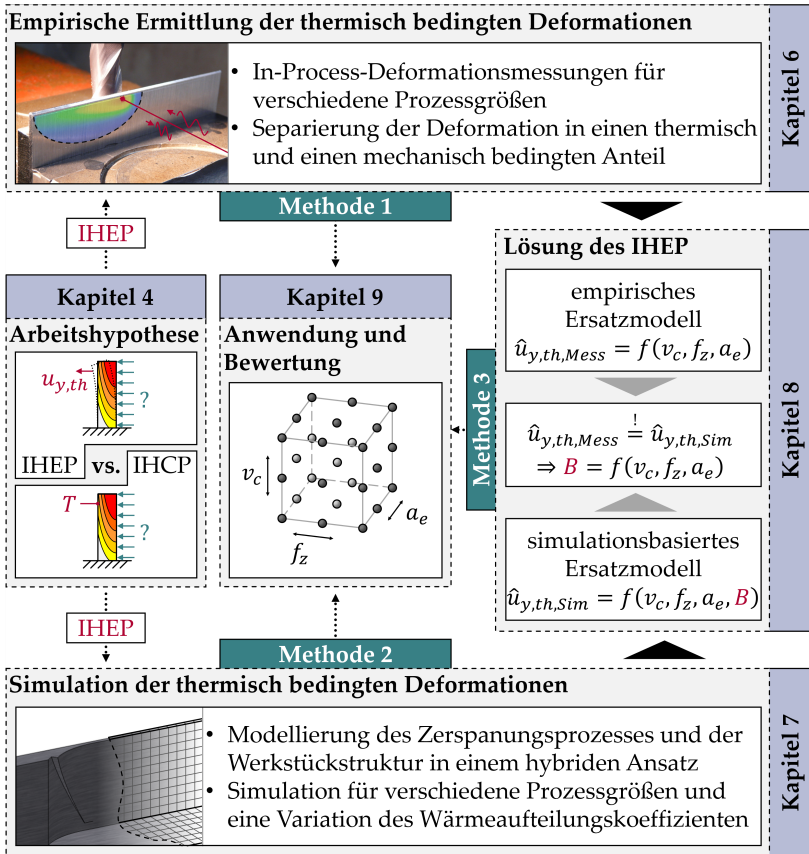 Empirische Ermittlung der thermisch bedingten Deformationen
• In-Process-Deformationsmessungen für
verschiedene Prozessgrößen
• Separierung der Deformation in einen thermisch
und einen mechanisch bedingten Anteil
Kapitel 6
Methode 1
IHEP
Kapitel 4
Arbeitshypothese
u_{y,th}
?
IHEP vs. IHCP
T
?
IHEP
Kapitel 9
Anwendung und
Bewertung
v_c
a_e
f_z
Methode 3
Lösung des IHEP
empirisches
Ersatzmodell
û_{y,th,Mess} = f(v_c, f_z, a_e)
!
û_{y,th,Mess} = û_{y,th,Sim}
⇒ B = f(v_c, f_z, a_e)
simulationsbasiertes
Ersatzmodell
û_{y,th,Sim} = f(v_c, f_z, a_e, B)
Kapitel 8
Methode 2
Simulation der thermisch bedingten Deformationen
• Modellierung des Zerspanungsprozesses und der
Werkstückstruktur in einem hybriden Ansatz
• Simulation für verschiedene Prozessgrößen und
eine Variation des Wärmeaufteilungskoeffizienten
Kapitel 7